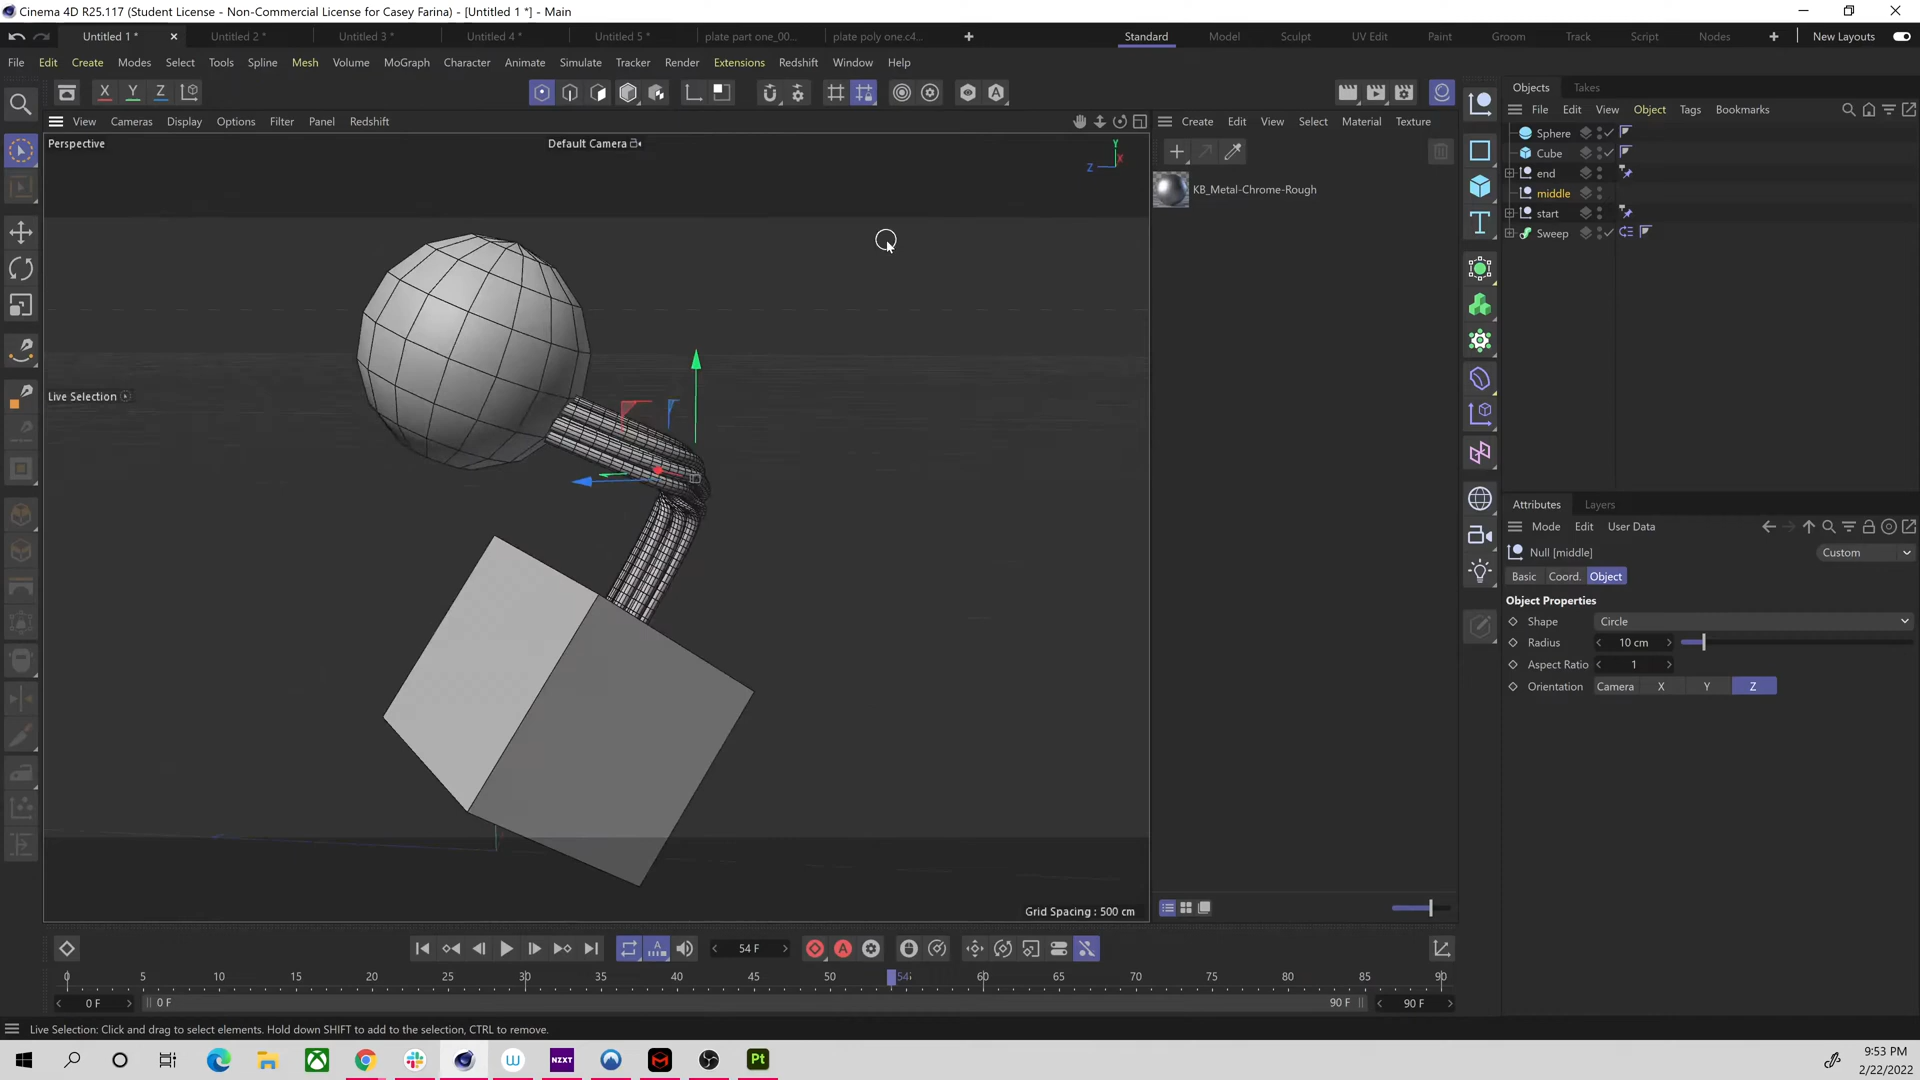 Cinema 4D R25.117 (Student License - Non-Commercial License for Casey Farina) - [Untitled 1 *] - Main
Untitled 1 * Untitled 2 * Untitled 3 * Untitled 4 * Untitled 5 * plate part one_00... plate poly one.c4... Standard Model Sculpt UV Edit Paint Groom Track Script Nodes New Layouts
File Edit Create Modes Select Tools Spline Mesh Volume MoGraph Character Animate Simulate Tracker Render Extensions Redshift Window Help
X Y Z
Objects Takes
File Edit View Object Tags Bookmarks
View Cameras Display Options Filter Panel Redshift
Create Edit View Select Material Texture
Perspective
Default Camera
Y
X
Z
Sphere
Cube
end
middle
start
Sweep
KB_Metal-Chrome-Rough
Live Selection
Attributes Layers
Mode Edit User Data
Null [middle]
Custom
Basic Coord. Object
Object Properties
Shape Circle
Radius 10 cm
Aspect Ratio 1
Orientation Camera X Y Z
Grid Spacing : 500 cm
54 F
0 5 10 15 20 25 30 35 40 45 50 54 60 65 70 75 80 85 90
0 F 0 F 90 F 90 F
Live Selection: Click and drag to select elements. Hold down SHIFT to add to the selection, CTRL to remove.
NZXT
Pt
9:53 PM
2/22/2022